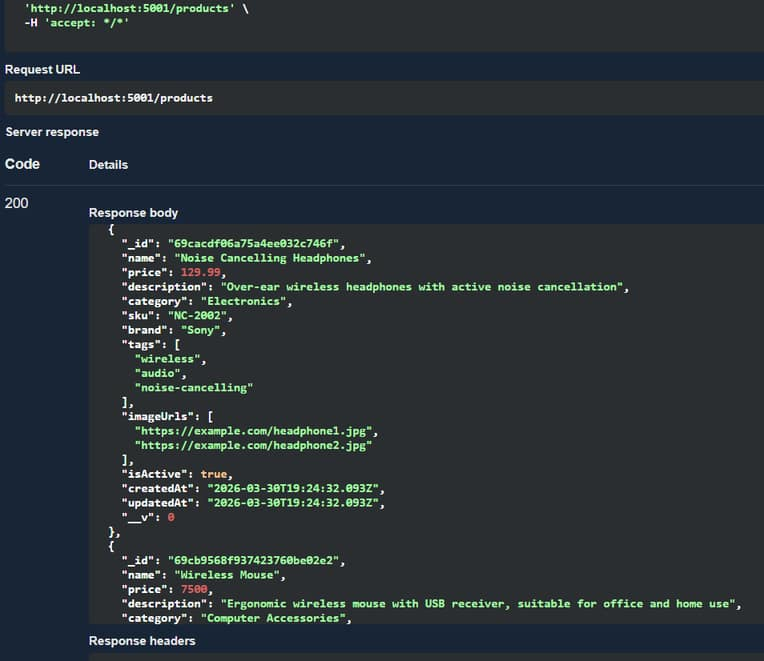 'http://localhost:5001/products' \
-H 'accept: */*'
Request URL
http://localhost:5001/products
Server response
Code Details
200
Response body
{
"_id": "69cacdf06a75a4ee032c746f",
"name": "Noise Cancelling Headphones",
"price": 129.99,
"description": "Over-ear wireless headphones with active noise cancellation",
"category": "Electronics",
"sku": "NC-2002",
"brand": "Sony",
"tags": [
"wireless",
"audio",
"noise-cancelling"
],
"imageUrls": [
"https://example.com/headphone1.jpg",
"https://example.com/headphone2.jpg"
],
"isActive": true,
"createdAt": "2026-03-30T19:24:32.093Z",
"updatedAt": "2026-03-30T19:24:32.093Z",
"__v": 0
},
{
"_id": "69cb9568f937423760be02e2",
"name": "Wireless Mouse",
"price": 7500,
"description": "Ergonomic wireless mouse with USB receiver, suitable for office and home use",
"category": "Computer Accessories",
Response headers